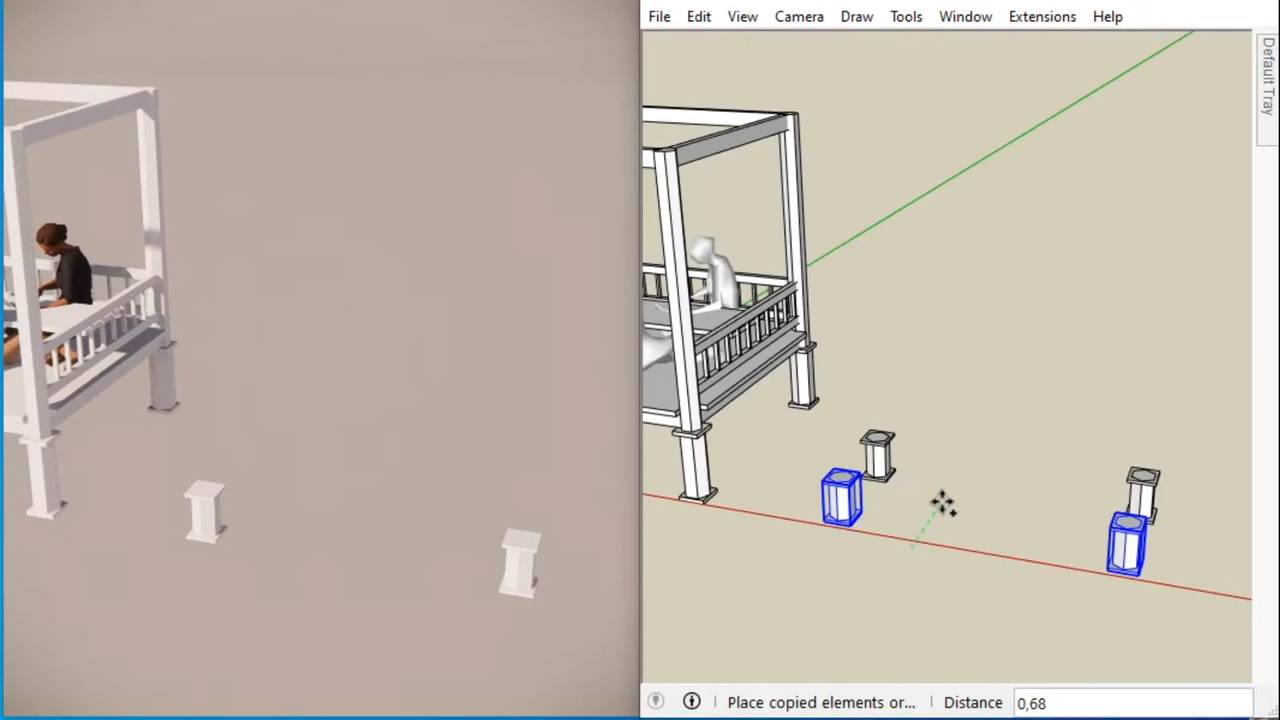 File Edit View Camera Draw Tools Window Extensions Help
Default Tray
Place copied elements or... Distance 0,68